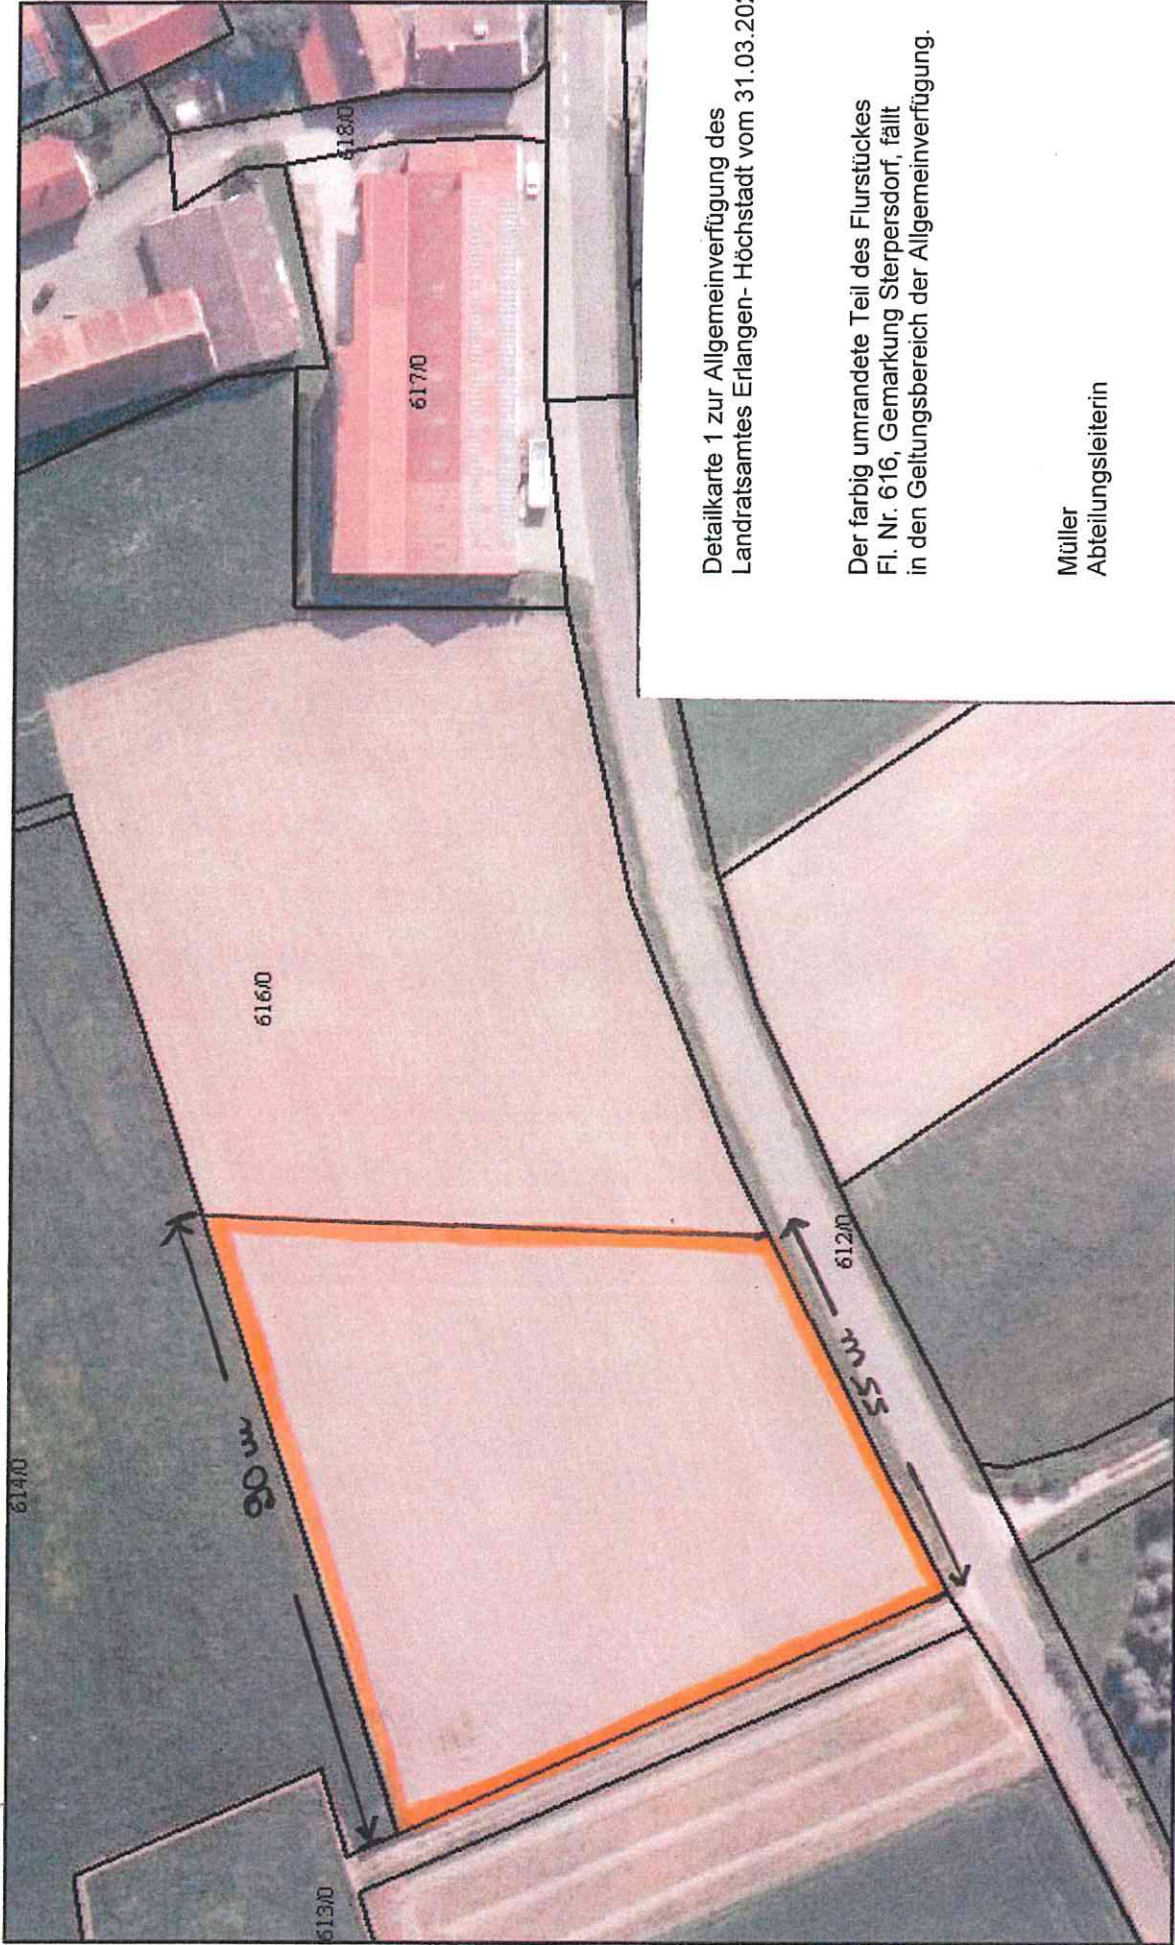 Detailkarte 1 zur Allgemeinverfügung des
Landratsamtes Erlangen- Höchstadt vom 31.03.202
Der farbig umrandete Teil des Flurstückes
Fl. Nr. 616, Gemarkung Sterpersdorf, fällt
in den Geltungsbereich der Allgemeinverfügung.
Müller
Abteilungsleiterin
614/0
613/0
616/0
617/0
618/0
612/0
90 m
55 m